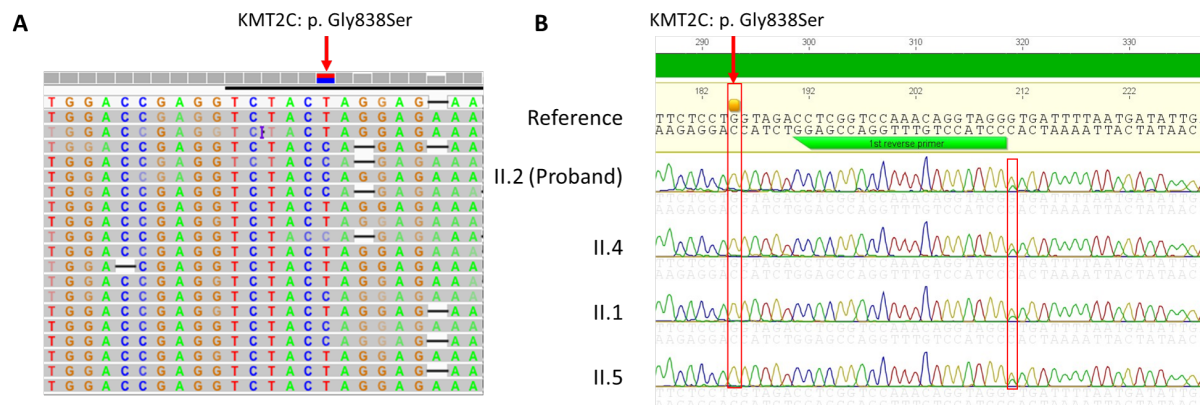 A
KMT2C: p. Gly838Ser
T G G A C C G A G G T C T A C T A G G A G — A A
T G G A C C G A G G T C T A C T A G G A G A A A
T G G A C C G A G G T C T A C T A G G A G A A A
T G G A C C G A G G T C T A C C A — G A G — A A
T G G A C C G A G G T C T A C C A — G A G A A A
T G G A C C G A G G T C T A C C A G G A G A A A
T G G A C C G A G G T C T A C C A — G A G A A A
T G G A C C G A G G T C T A C T A G G A G A A A
T G G A C C G A G G T C T A C T A G G A G A A A
T G G A C C G A G G T C T A C C A — G A G A A A
T G G A C C G A G G T C T A C T A G G A G A A A
T G G A — C G A G G T C T A C T A G G A G A A A
T G G A C C G A G G T C T A C T A G G A G A A A
T G G A C C G A G G T C T A C C A G G A G A A A
T G G A C C G A G G T C T A C T A G G A G — A A
T G G A C C G A G G T C T A C C A G G A G A A A
T G G A C C G A G G T C T A C C A G G A G — A A
T G G A C C G A G G T C T A C T A G G A G A A A
T G G A C C G A G G T C T A C T A G G A G — A A
T G G A C C G A G G T C T A C T A G G A G A A A
B
KMT2C: p. Gly838Ser
290 300 310 320 330
182 192 202 212 222
Reference
TTCTCCTGGTAGACCTCGGTCCAAACAGGTAGGGTGATTTTAATGATATTG
AAGAGGACCATCTGGAGCCAGGTTTGTCCATCCCACTAAAATTACTATAAC
1st reverse primer
II.2 (Proband)
II.4
II.1
II.5